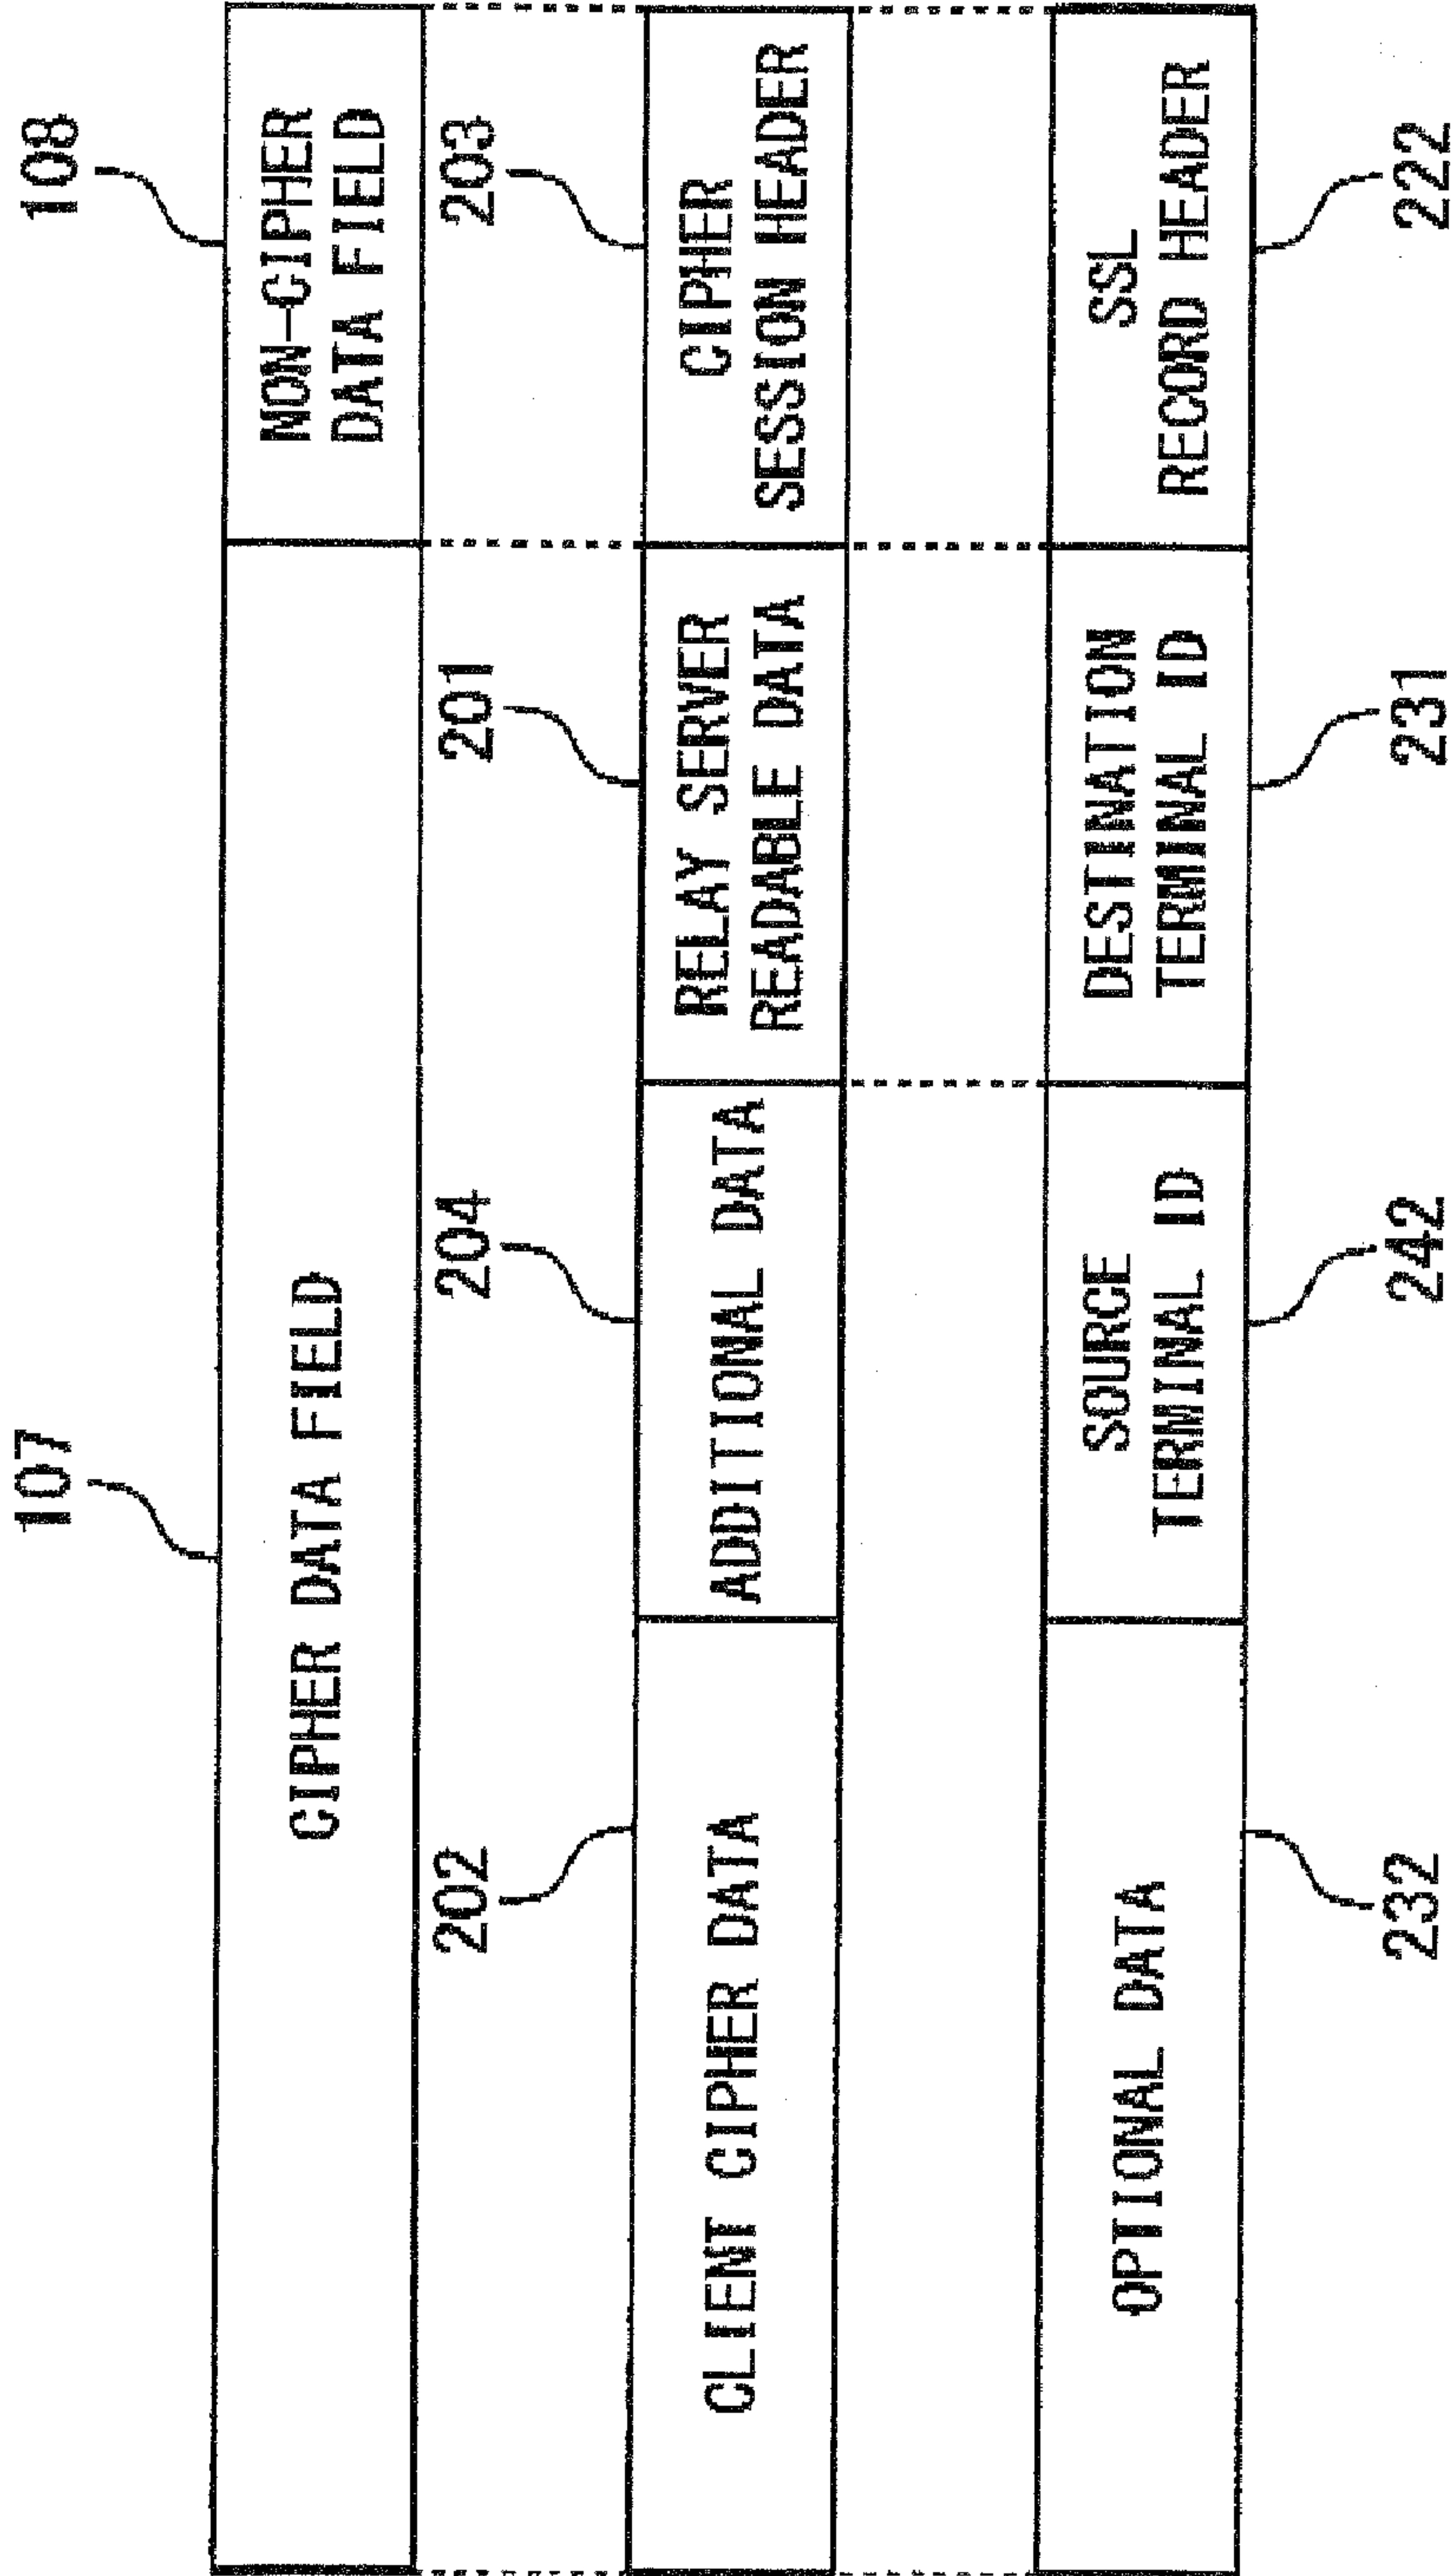 107
108
CIPHER DATA FIELD
MON-CIPHER
DATA FIELD
202
204
201
203
CLIENT CIPHER DATA
ADDITIONAL DATA
RELAY SERVER
READABLE DATA
CIPHER
SESSION HEADER
OPTIONAL DATA
SOURCE
TERMINAL ID
DESTINATION
TERMINAL ID
SSL
RECORD HEADER
232
242
231
222